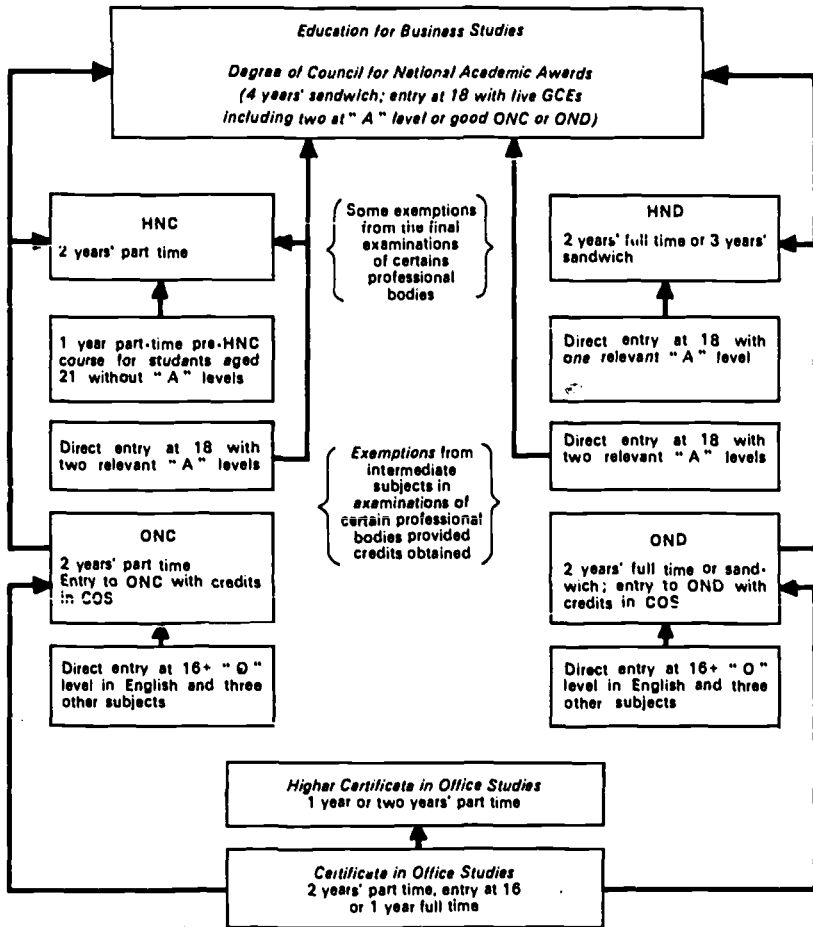 Education for Business Studies
Degree of Council for National Academic Awards
(4 years' sandwich; entry at 18 with live GCEs
including two at "A" level or good ONC or OND)
HNC
2 years' part time
Some exemptions
from the final
examinations
of certains
professional
bodies
HND
2 years' full time or 3 years'
sandwich
1 year part-time pre-HNC
course for students aged
21 without "A" levels
Direct entry at 18 with
one relevant "A" level
Direct entry at 18 with
two relevant "A" levels
Exemptions from
intermediate
subjects in
examinations of
certain professional
bodies provided
credits obtained
Direct entry at 18 with
two relevant "A" levels
ONC
2 years' part time
Entry to ONC with credits
in COS
OND
2 years' full time or sand-
wich; entry to OND with
credits in COS
Direct entry at 16+ "O"
level in English and three
other subjects
Direct entry at 16+ "O"
level in English and three
other subjects
Higher Certificate in Office Studies
1 year or two years' part time
Certificate in Office Studies
2 years' part time, entry at 16
or 1 year full time